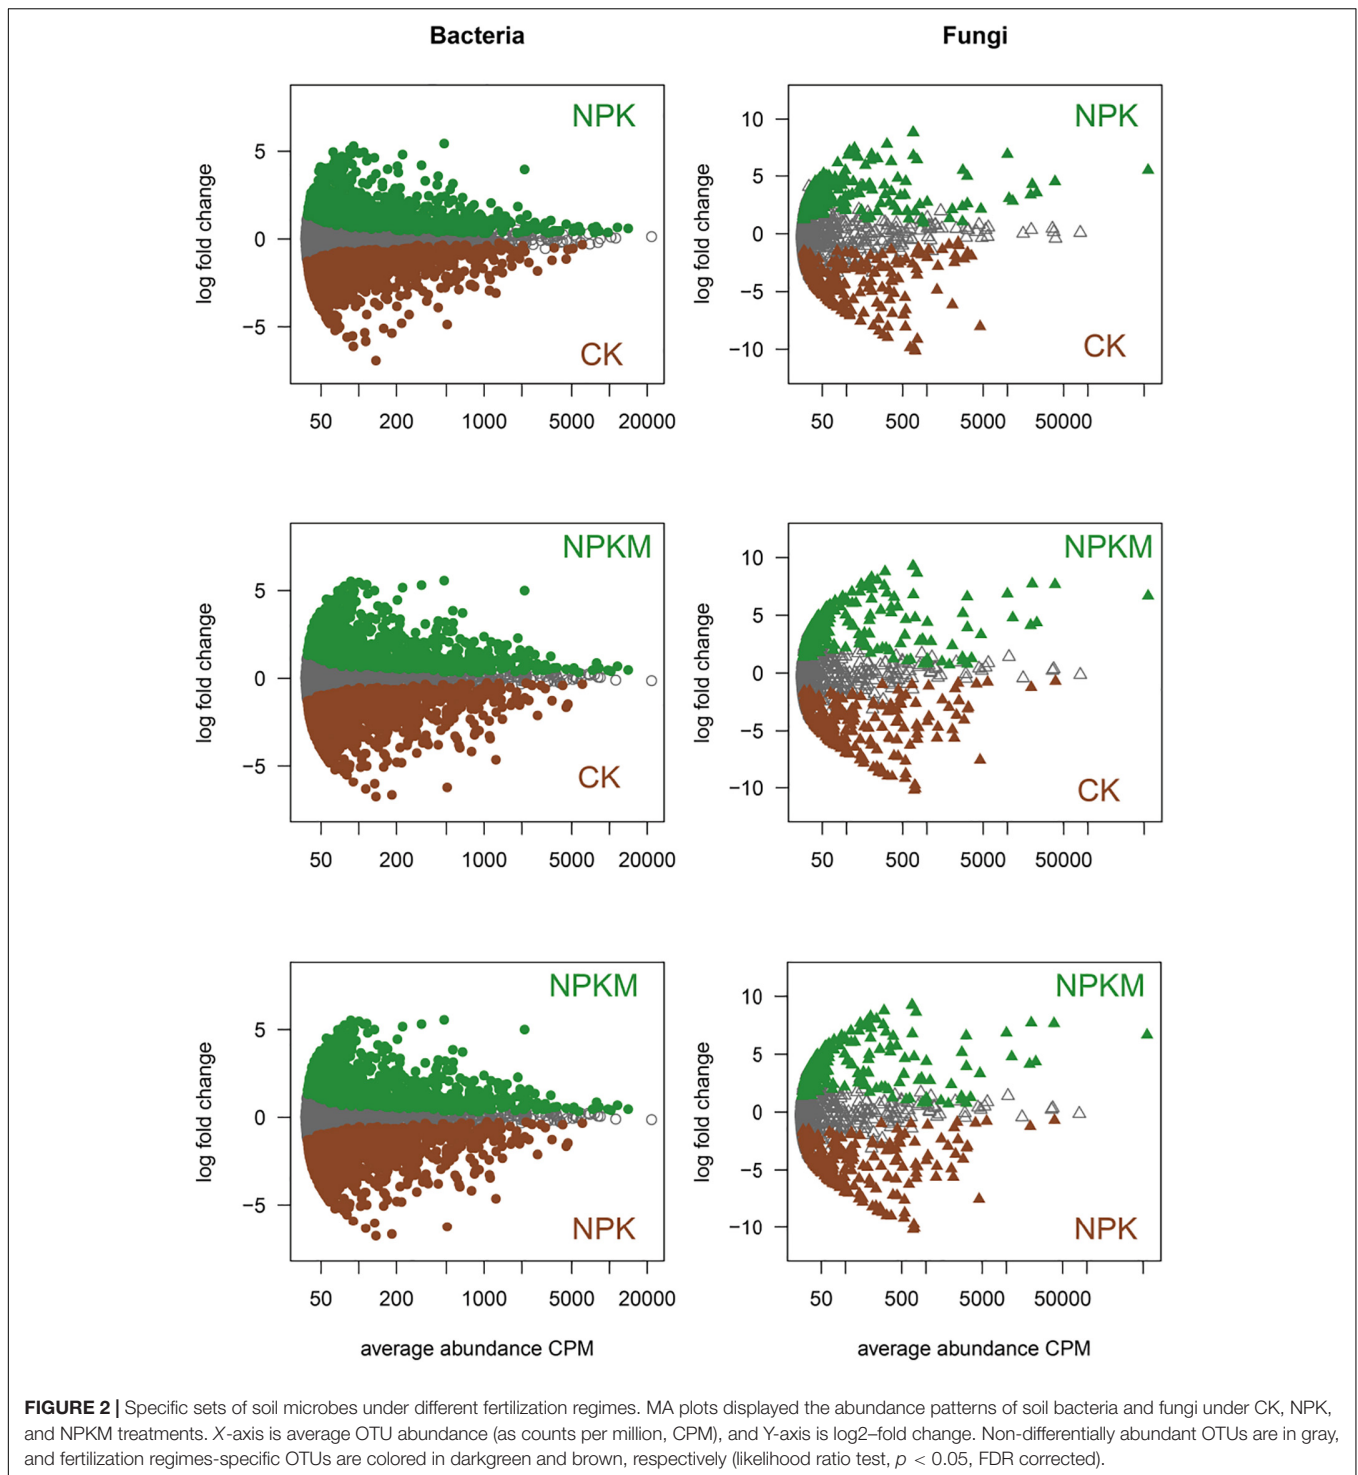 Bacteria
Fungi
log fold change
5
0
−5
NPK
CK
50 200 1000 5000 20000
log fold change
10
5
0
−5
−10
NPK
CK
50 500 5000 50000
log fold change
5
0
−5
NPKM
CK
50 200 1000 5000 20000
log fold change
10
5
0
−5
−10
NPKM
CK
50 500 5000 50000
log fold change
5
0
−5
NPKM
NPK
50 200 1000 5000 20000
average abundance CPM
log fold change
10
5
0
−5
−10
NPKM
NPK
50 500 5000 50000
average abundance CPM
FIGURE 2 | Specific sets of soil microbes under different fertilization regimes. MA plots displayed the abundance patterns of soil bacteria and fungi under CK, NPK,
and NPKM treatments. X-axis is average OTU abundance (as counts per million, CPM), and Y-axis is log2–fold change. Non-differentially abundant OTUs are in gray,
and fertilization regimes-specific OTUs are colored in darkgreen and brown, respectively (likelihood ratio test, p < 0.05, FDR corrected).